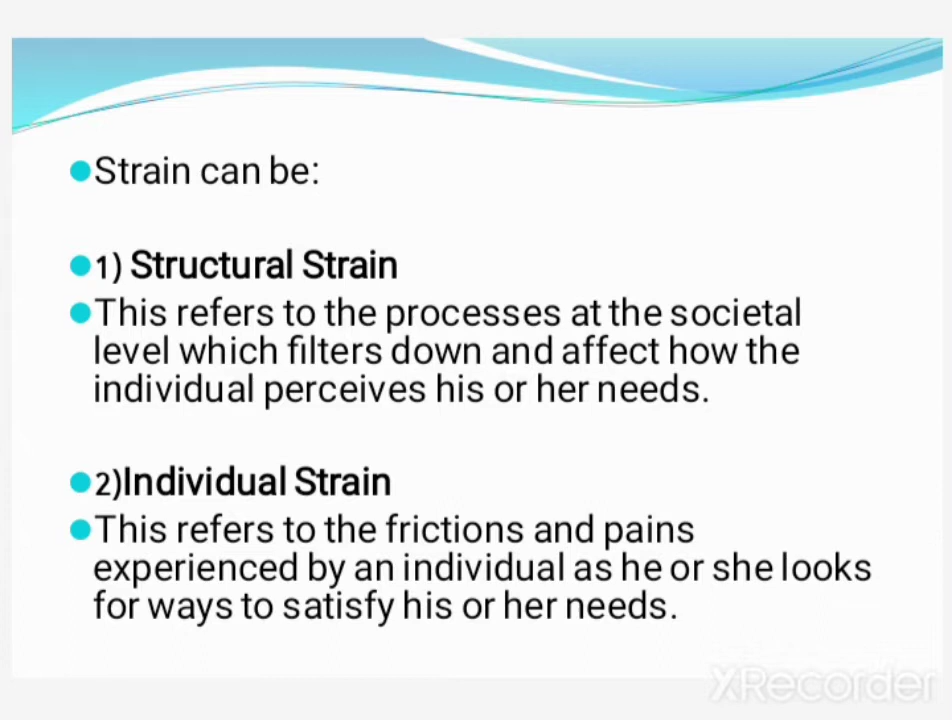 Strain can be:
1) Structural Strain
This refers to the processes at the societal
level which filters down and affect how the
individual perceives his or her needs.
2)Individual Strain
This refers to the frictions and pains
experienced by an individual as he or she looks
for ways to satisfy his or her needs.
XRecorder